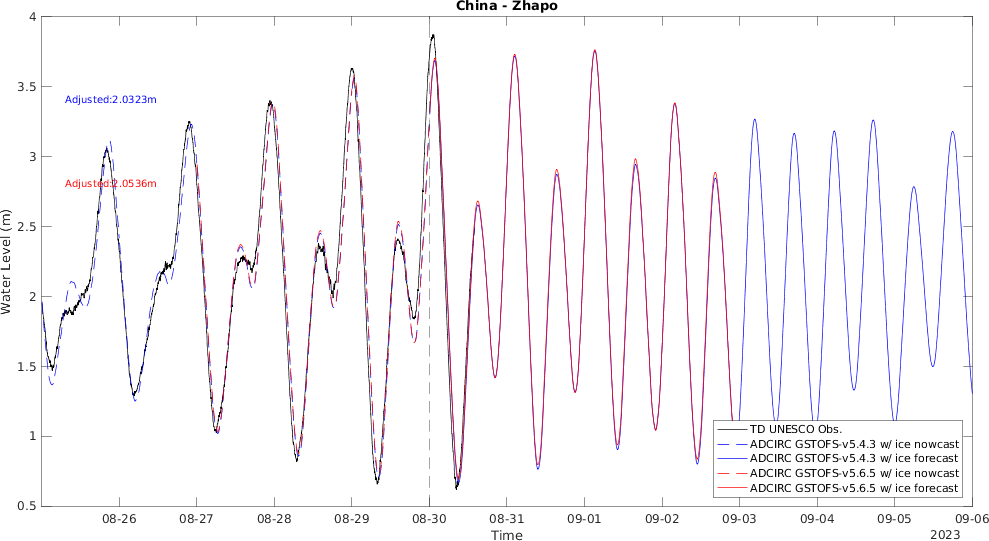 China - Zhapo
Water Level (m)
4
3.5
3
2.5
2
1.5
1
0.5
Adjusted:2.0323m
Adjusted:2.0536m
TD UNESCO Obs.
ADCIRC GSTOFS-v5.4.3 w/ ice nowcast
ADCIRC GSTOFS-v5.4.3 w/ ice forecast
ADCIRC GSTOFS-v5.6.5 w/ ice nowcast
ADCIRC GSTOFS-v5.6.5 w/ ice forecast
08-26 08-27 08-28 08-29 08-30 08-31 09-01 09-02 09-03 09-04 09-05 09-06
Time
2023